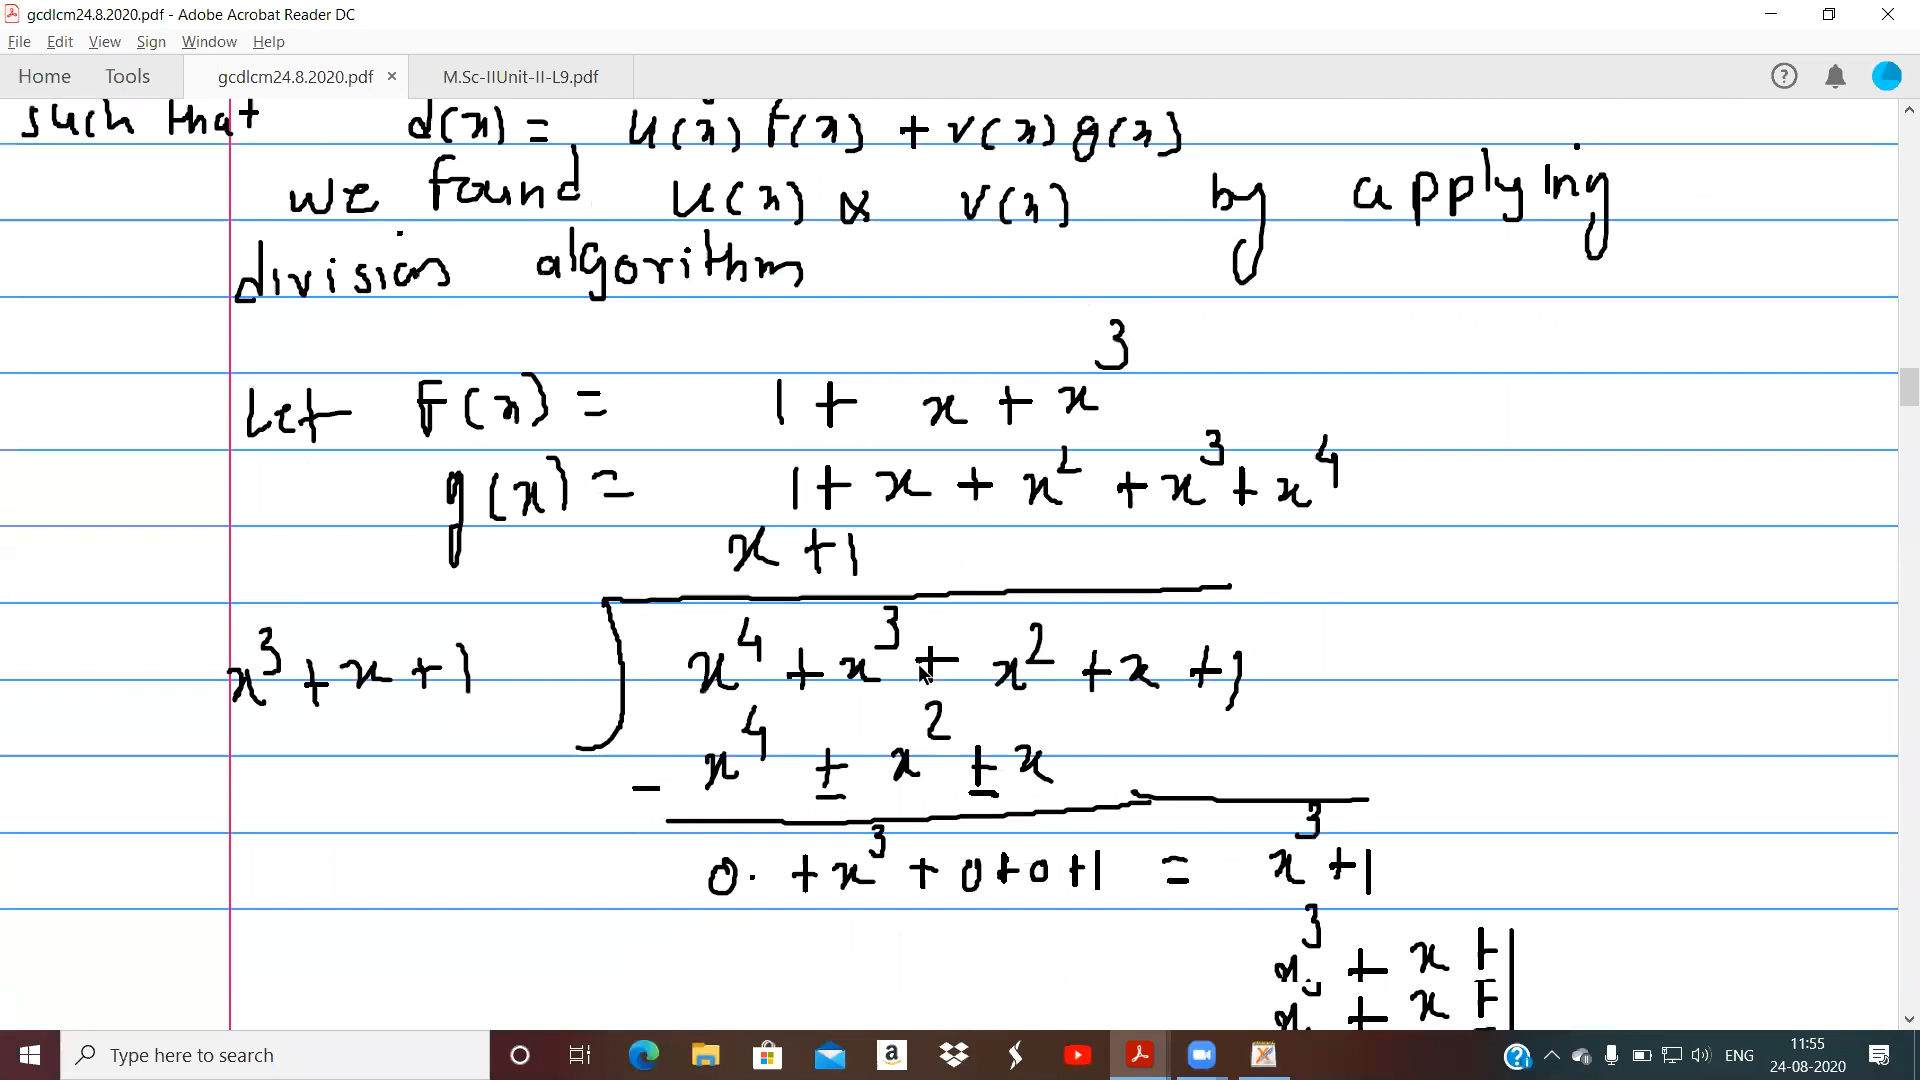 gcdlcm24.8.2020.pdf - Adobe Acrobat Reader DC
File Edit View Sign Window Help
Home Tools gcdlcm24.8.2020.pdf × M.Sc-IIUnit-II-L9.pdf
such that d(x) = u(x) f(x) + v(x) g(x)
we found u(x) & v(x) by applying
division algorithm
Let f(x) = 1 + x + x³
g(x) = 1 + x + x² + x³ + x⁴
x + 1
x³ + x + 1 x⁴ + x³ + x² + x + 1
- x⁴ ± x² ± x
0. + x³ + 0 + 0 + 1 = x³ + 1
x³ + x + 1
x³ + x +
Type here to search
ENG
11:55
24-08-2020